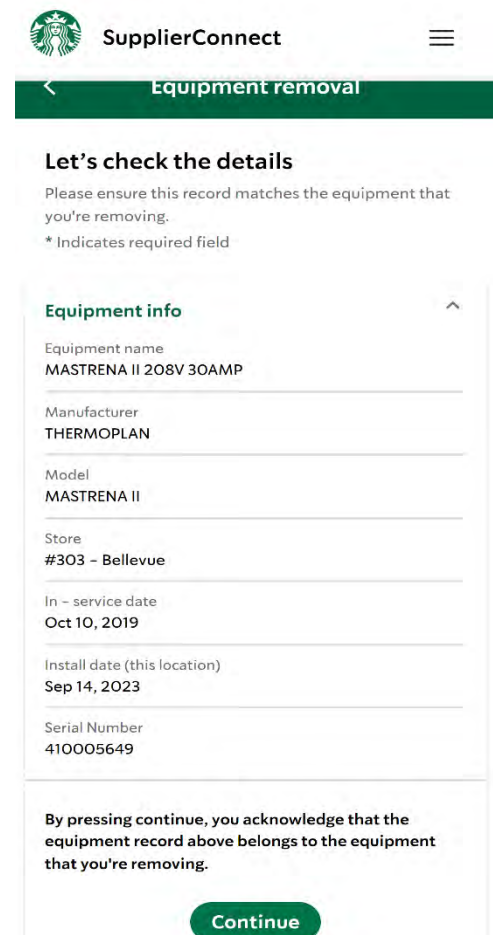 SupplierConnect
Equipment removal
Let's check the details
Please ensure this record matches the equipment that
you're removing.
* Indicates required field
Equipment info
Equipment name
MASTRENA II 208V 30AMP
Manufacturer
THERMOPLAN
Model
MASTRENA II
Store
#303 – Bellevue
In – service date
Oct 10, 2019
Install date (this location)
Sep 14, 2023
Serial Number
410005649
By pressing continue, you acknowledge that the
equipment record above belongs to the equipment
that you're removing.
Continue